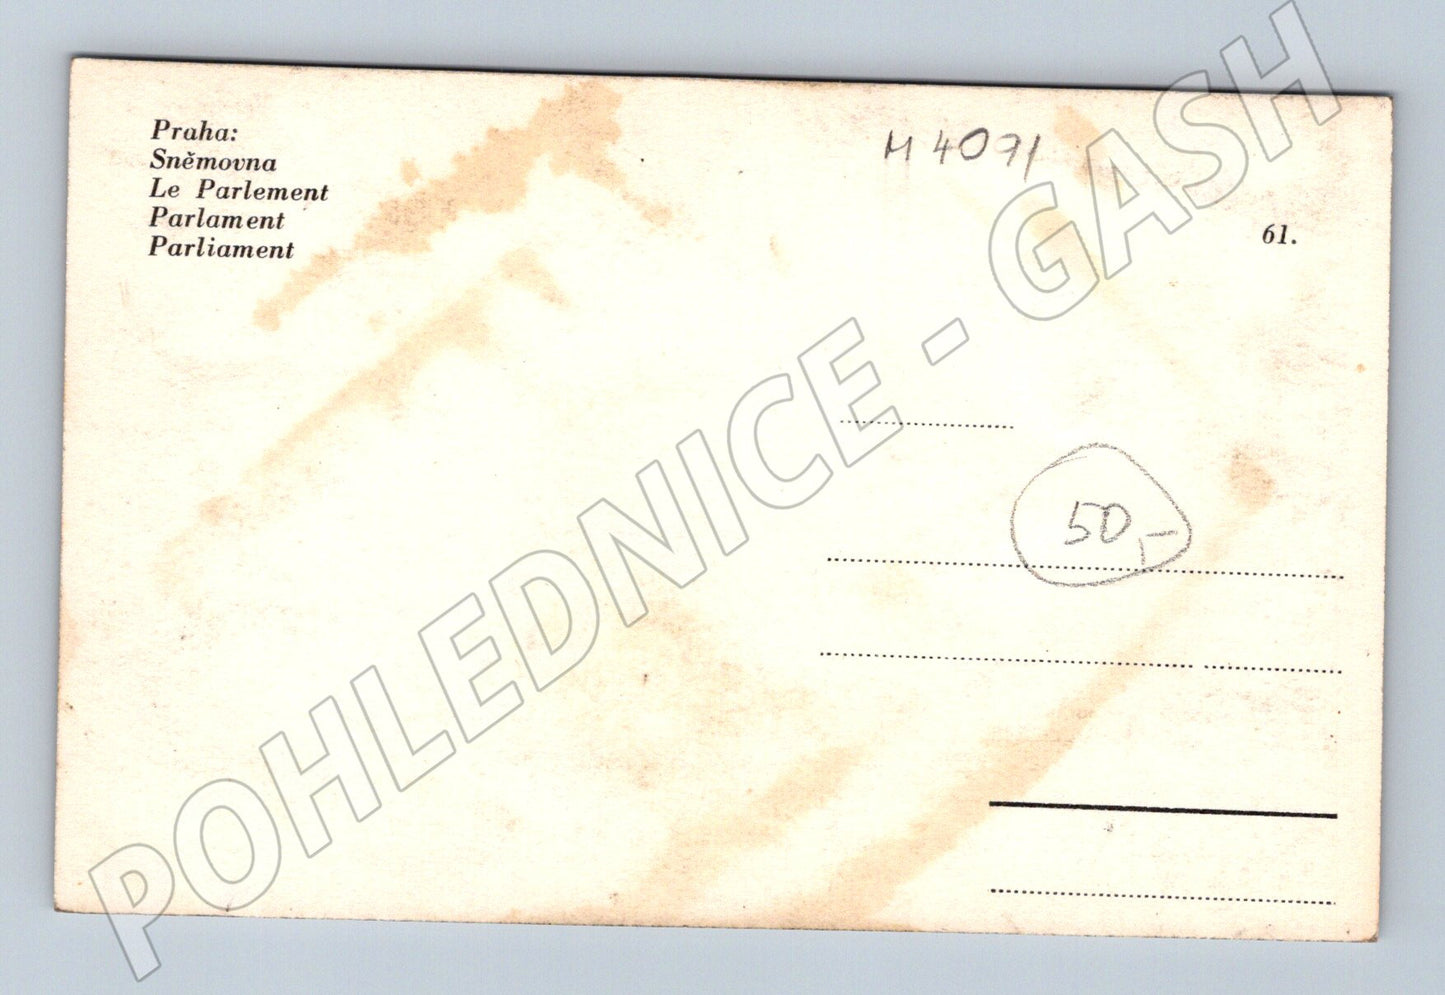 Praha:
Sněmovna
Le Parlement
Parlament
Parliament
M 4071
61.
50,-
POHLEDNICE - GASH